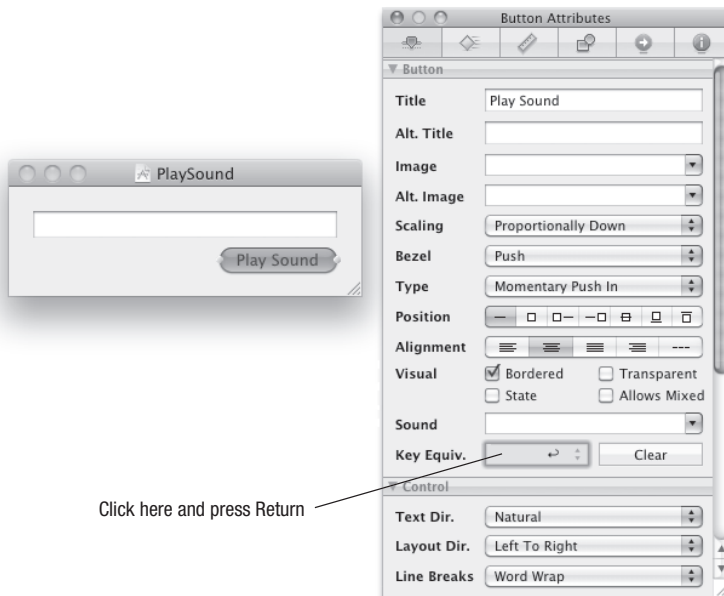 PlaySound
Play Sound
Click here and press Return
Button Attributes
Button
Title Play Sound
Alt. Title
Image
Alt. Image
Scaling Proportionally Down
Bezel Push
Type Momentary Push In
Position
Alignment
Visual Bordered Transparent
State Allows Mixed
Sound
Key Equiv. Clear
Control
Text Dir. Natural
Layout Dir. Left To Right
Line Breaks Word Wrap